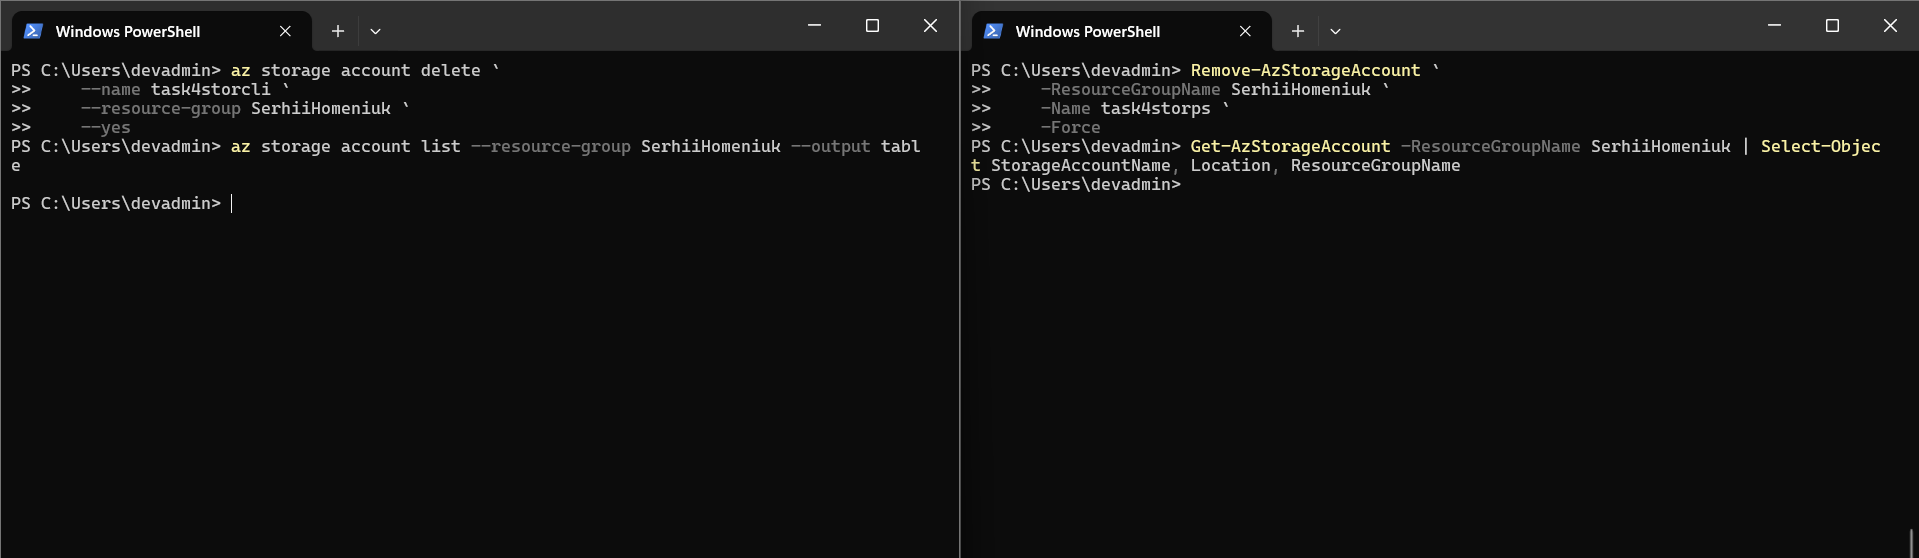 Windows PowerShell
PS C:\Users\devadmin> az storage account delete `
>>     --name task4storcli `
>>     --resource-group SerhiiHomeniuk `
>>     --yes
PS C:\Users\devadmin> az storage account list --resource-group SerhiiHomeniuk --output tabl
e
PS C:\Users\devadmin>
Windows PowerShell
PS C:\Users\devadmin> Remove-AzStorageAccount `
>>     -ResourceGroupName SerhiiHomeniuk `
>>     -Name task4storps `
>>     -Force
PS C:\Users\devadmin> Get-AzStorageAccount -ResourceGroupName SerhiiHomeniuk | Select-Objec
t StorageAccountName, Location, ResourceGroupName
PS C:\Users\devadmin>